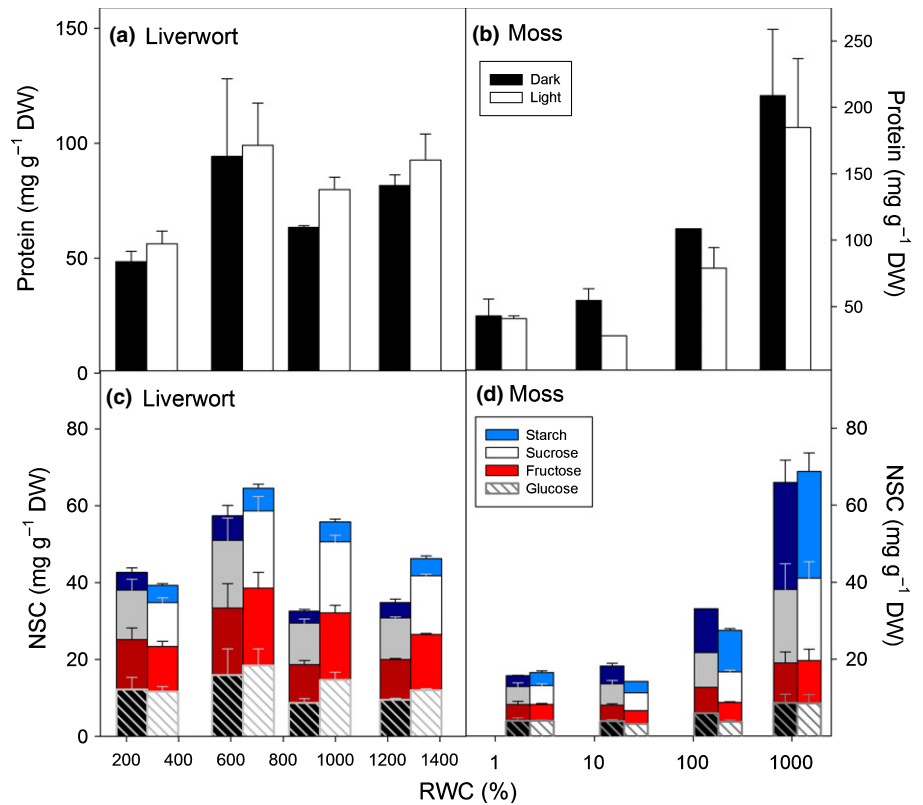 (a) Liverwort
(b) Moss
Dark
Light
150
100
50
0
Protein (mg g⁻¹ DW)
250
200
150
100
50
Protein (mg g⁻¹ DW)
(c) Liverwort
(d) Moss
Starch
Sucrose
Fructose
Glucose
80
60
40
20
0
NSC (mg g⁻¹ DW)
80
60
40
20
NSC (mg g⁻¹ DW)
200 400 600 800 1000 1200 1400
1 10 100 1000
RWC (%)